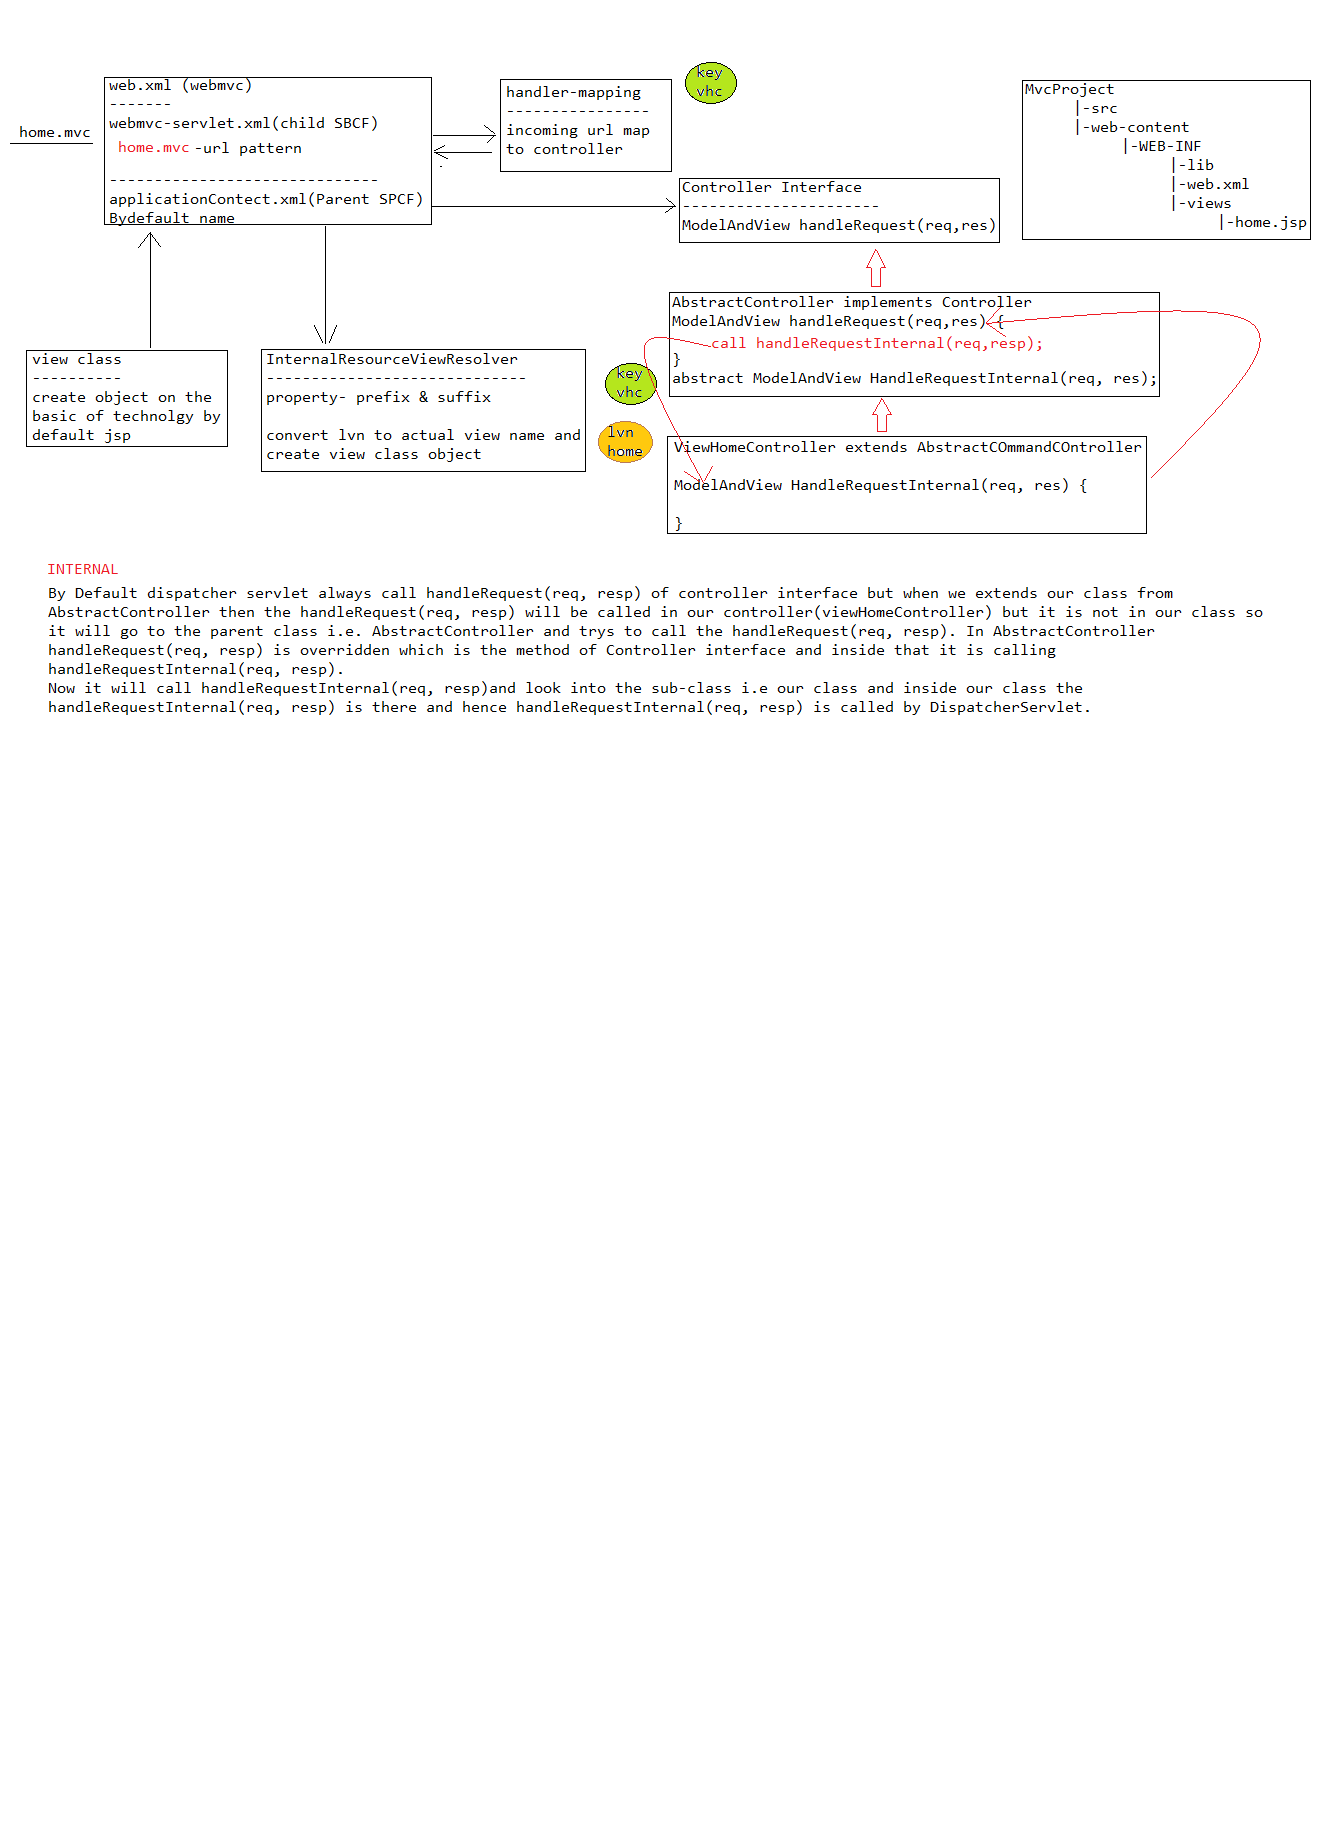 home.mvc
web.xml (webmvc)
-------
webmvc-servlet.xml(child SBCF)
home.mvc -url pattern
------------------------------
applicationContect.xml(Parent SPCF)
Bydefault name
handler-mapping
----------------
incoming url map
to controller
key
vhc
Controller Interface
----------------------
ModelAndView handleRequest(req,res)
MvcProject
|-src
|-web-content
|-WEB-INF
|-lib
|-web.xml
|-views
|-home.jsp
AbstractController implements Controller
ModelAndView handleRequest(req,res) {
call handleRequestInternal(req,resp);
}
abstract ModelAndView HandleRequestInternal(req, res);
view class
----------
create object on the
basic of technolgy by
default jsp
InternalResourceViewResolver
-----------------------------
property- prefix & suffix
convert lvn to actual view name and
create view class object
key
vhc
lvn
home
ViewHomeController extends AbstractCOmmandCOntroller
ModelAndView HandleRequestInternal(req, res) {
}
INTERNAL
By Default dispatcher servlet always call handleRequest(req, resp) of controller interface but when we extends our class from
AbstractController then the handleRequest(req, resp) will be called in our controller(viewHomeController) but it is not in our class so
it will go to the parent class i.e. AbstractController and trys to call the handleRequest(req, resp). In AbstractController
handleRequest(req, resp) is overridden which is the method of Controller interface and inside that it is calling
handleRequestInternal(req, resp).
Now it will call handleRequestInternal(req, resp)and look into the sub-class i.e our class and inside our class the
handleRequestInternal(req, resp) is there and hence handleRequestInternal(req, resp) is called by DispatcherServlet.